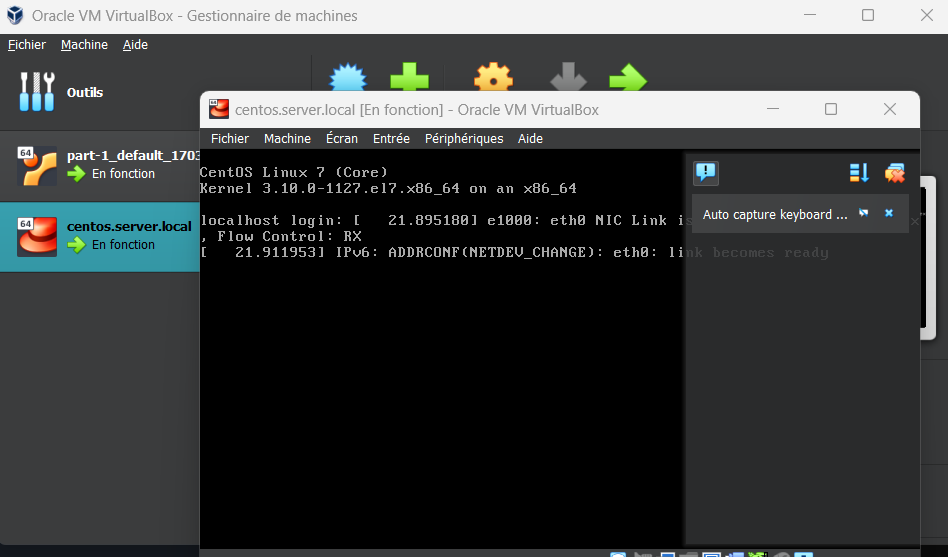 Oracle VM VirtualBox - Gestionnaire de machines
Fichier Machine Aide
Outils
64
part-1_default_1703
En fonction
64
centos.server.local
En fonction
64
centos.server.local [En fonction] - Oracle VM VirtualBox
Fichier Machine Écran Entrée Périphériques Aide
CentOS Linux 7 (Core)
Kernel 3.10.0-1127.el7.x86_64 on an x86_64
localhost login: [   21.895180] e1000: eth0 NIC Link is
, Flow Control: RX
[   21.911953] IPv6: ADDRCONF(NETDEV_CHANGE): eth0: link becomes ready
Auto capture keyboard ...